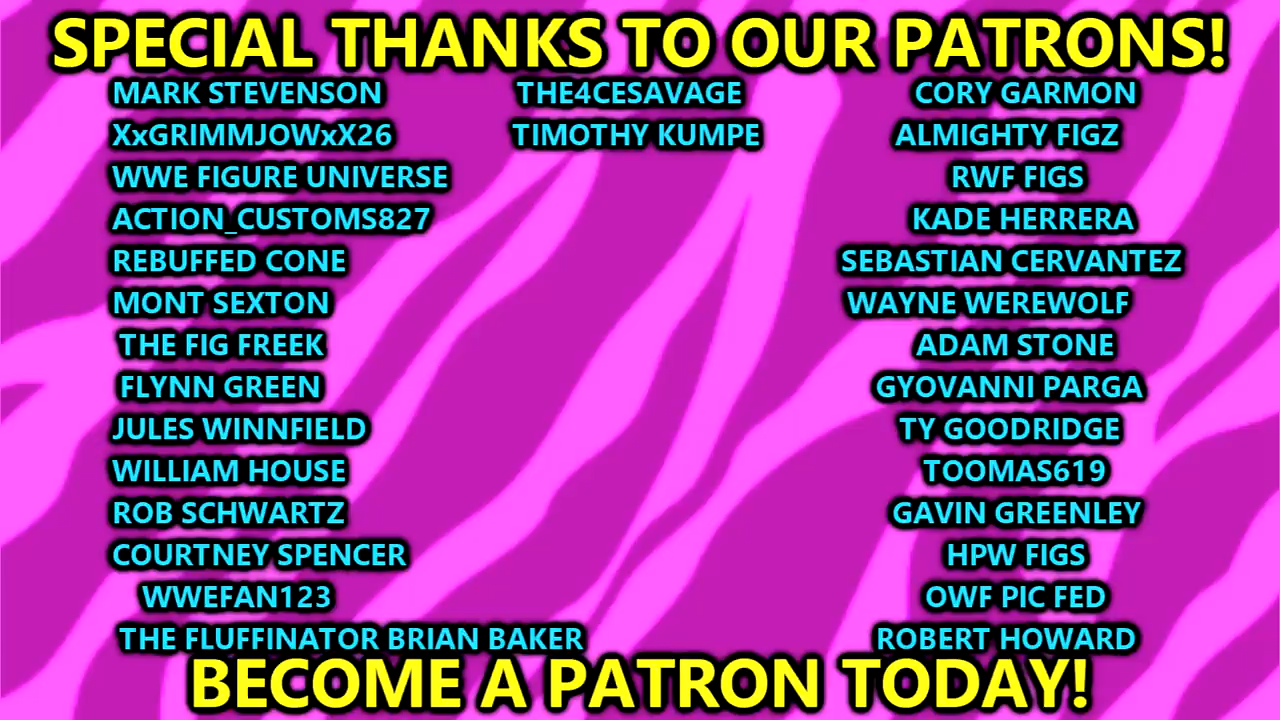 SPECIAL THANKS TO OUR PATRONS!
MARK STEVENSON
XxGRIMMJOWxX26
WWE FIGURE UNIVERSE
ACTION_CUSTOMS827
REBUFFED CONE
MONT SEXTON
THE FIG FREEK
FLYNN GREEN
JULES WINNFIELD
WILLIAM HOUSE
ROB SCHWARTZ
COURTNEY SPENCER
WWEFAN123
THE FLUFFINATOR BRIAN BAKER
THE4CESAVAGE
TIMOTHY KUMPE
CORY GARMON
ALMIGHTY FIGZ
RWF FIGS
KADE HERRERA
SEBASTIAN CERVANTEZ
WAYNE WEREWOLF
ADAM STONE
GYOVANNI PARGA
TY GOODRIDGE
TOOMAS619
GAVIN GREENLEY
HPW FIGS
OWF PIC FED
ROBERT HOWARD
BECOME A PATRON TODAY!